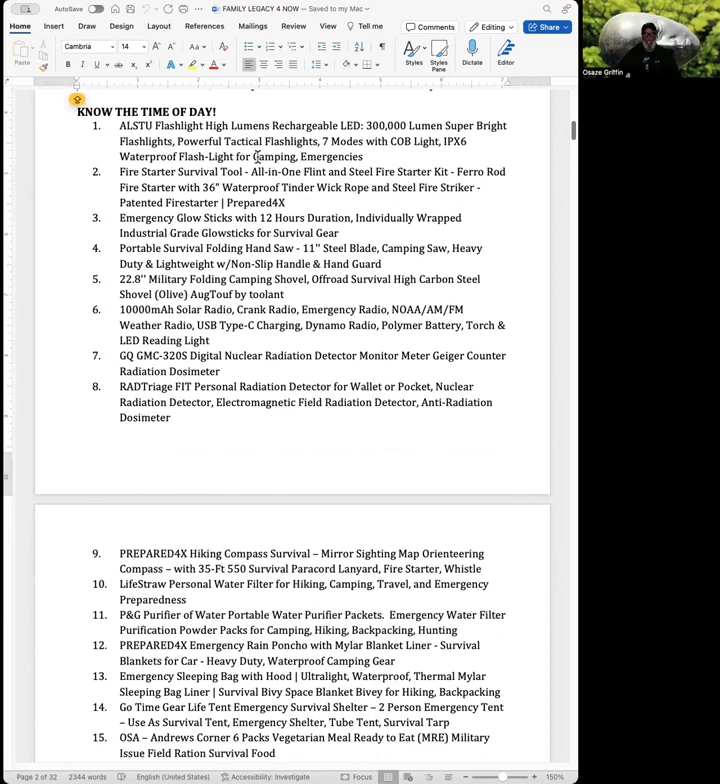 AutoSave
FAMILY LEGACY 4 NOW — Saved to my Mac
Home Insert Draw Design Layout References Mailings Review View Tell me
Comments Editing Share
Paste
Cambria 14
Styles Styles Pane Dictate Editor
KNOW THE TIME OF DAY!
1. ALSTU Flashlight High Lumens Rechargeable LED: 300,000 Lumen Super Bright
Flashlights, Powerful Tactical Flashlights, 7 Modes with COB Light, IPX6
Waterproof Flash-Light for Camping, Emergencies
2. Fire Starter Survival Tool - All-in-One Flint and Steel Fire Starter Kit - Ferro Rod
Fire Starter with 36" Waterproof Tinder Wick Rope and Steel Fire Striker -
Patented Firestarter | Prepared4X
3. Emergency Glow Sticks with 12 Hours Duration, Individually Wrapped
Industrial Grade Glowsticks for Survival Gear
4. Portable Survival Folding Hand Saw - 11" Steel Blade, Camping Saw, Heavy
Duty & Lightweight w/Non-Slip Handle & Hand Guard
5. 22.8'' Military Folding Camping Shovel, Offroad Survival High Carbon Steel
Shovel (Olive) AugTouf by toolant
6. 10000mAh Solar Radio, Crank Radio, Emergency Radio, NOAA/AM/FM
Weather Radio, USB Type-C Charging, Dynamo Radio, Polymer Battery, Torch &
LED Reading Light
7. GQ GMC-320S Digital Nuclear Radiation Detector Monitor Meter Geiger Counter
Radiation Dosimeter
8. RADTriage FIT Personal Radiation Detector for Wallet or Pocket, Nuclear
Radiation Detector, Electromagnetic Field Radiation Detector, Anti-Radiation
Dosimeter
9. PREPARED4X Hiking Compass Survival – Mirror Sighting Map Orienteering
Compass – with 35-Ft 550 Survival Paracord Lanyard, Fire Starter, Whistle
10. LifeStraw Personal Water Filter for Hiking, Camping, Travel, and Emergency
Preparedness
11. P&G Purifier of Water Portable Water Purifier Packets. Emergency Water Filter
Purification Powder Packs for Camping, Hiking, Backpacking, Hunting
12. PREPARED4X Emergency Rain Poncho with Mylar Blanket Liner - Survival
Blankets for Car - Heavy Duty, Waterproof Camping Gear
13. Emergency Sleeping Bag with Hood | Ultralight, Waterproof, Thermal Mylar
Sleeping Bag Liner | Survival Bivy Space Blanket Bivey for Hiking, Backpacking
14. Go Time Gear Life Tent Emergency Survival Shelter – 2 Person Emergency Tent
– Use As Survival Tent, Emergency Shelter, Tube Tent, Survival Tarp
15. OSA – Andrews Corner 6 Packs Vegetarian Meal Ready to Eat (MRE) Military
Issue Field Ration Survival Food
Page 2 of 32 2344 words English (United States) Accessibility: Investigate Focus 150%
Osaze Griffin